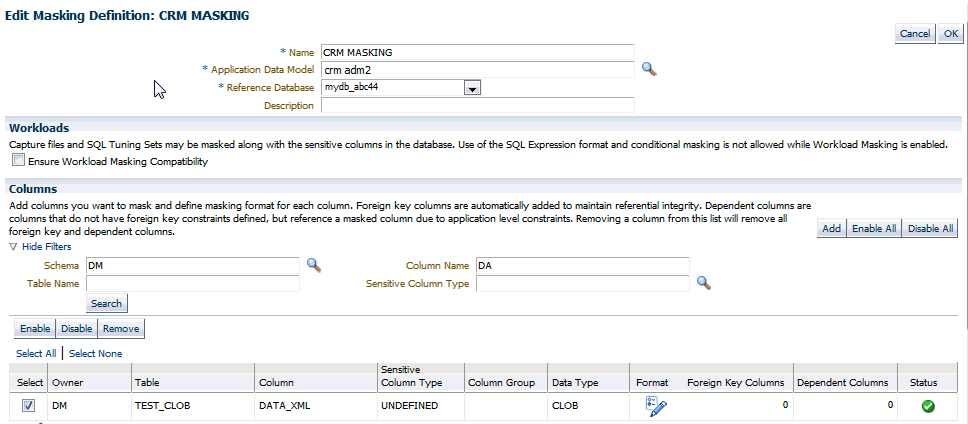 Edit Masking Definition: CRM MASKING
Cancel OK
* Name CRM MASKING
* Application Data Model crm adm2
* Reference Database mydb_abc44
Description
Workloads
Capture files and SQL Tuning Sets may be masked along with the sensitive columns in the database. Use of the SQL Expression format and conditional masking is not allowed while Workload Masking is enabled.
Ensure Workload Masking Compatibility
Columns
Add columns you want to mask and define masking format for each column. Foreign key columns are automatically added to maintain referential integrity. Dependent columns are
columns that do not have foreign key constraints defined, but reference a masked column due to application level constraints. Removing a column from this list will remove all
foreign key and dependent columns.
Add Enable All Disable All
Hide Filters
Schema DM Column Name DA
Table Name Sensitive Column Type
Search
Enable Disable Remove
Select All | Select None
Select Owner Table Column Sensitive Column Type Column Group Data Type Format Foreign Key Columns Dependent Columns Status
DM TEST_CLOB DATA_XML UNDEFINED CLOB 0 0